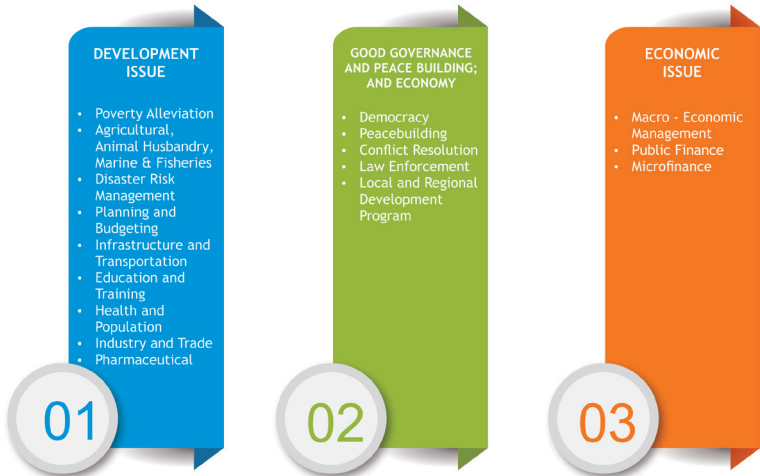 DEVELOPMENT
ISSUE
• Poverty Alleviation
• Agricultural,
Animal Husbandry,
Marine & Fisheries
• Disaster Risk
Management
• Planning and
Budgeting
• Infrastructure and
Transportation
• Education and
Training
• Health and
Population
• Industry and Trade
• Pharmaceutical
01
GOOD GOVERNANCE
AND PEACE BUILDING;
AND ECONOMY
• Democracy
• Peacebuilding
• Conflict Resolution
• Law Enforcement
• Local and Regional
Development
Program
02
ECONOMIC
ISSUE
• Macro - Economic
Management
• Public Finance
• Microfinance
03